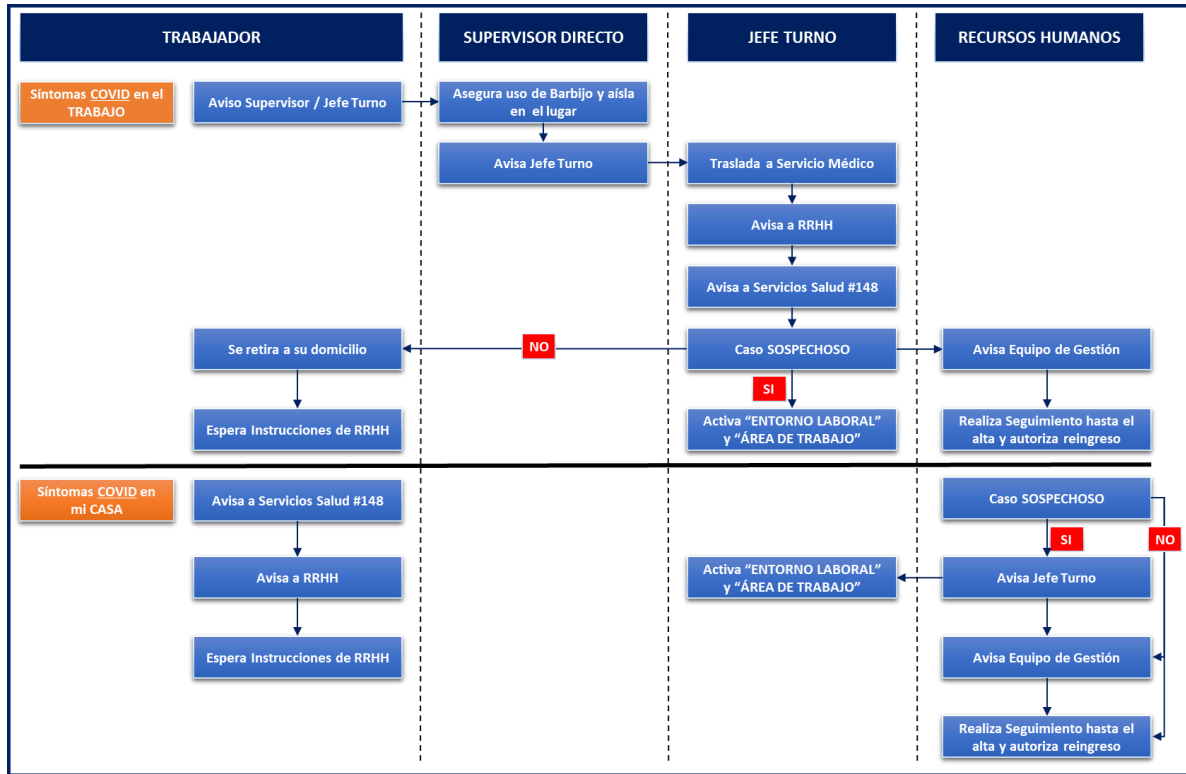 TRABAJADOR
SUPERVISOR DIRECTO
JEFE TURNO
RECURSOS HUMANOS
Síntomas COVID en el
TRABAJO
Aviso Supervisor / Jefe Turno
Asegura uso de Barbijo y aísla
en el lugar
Avisa Jefe Turno
Traslada a Servicio Médico
Avisa a RRHH
Avisa a Servicios Salud #148
Se retira a su domicilio
NO
Caso SOSPECHOSO
Avisa Equipo de Gestión
SI
Espera Instrucciones de RRHH
Activa “ENTORNO LABORAL”
y “ÁREA DE TRABAJO”
Realiza Seguimiento hasta el
alta y autoriza reingreso
Síntomas COVID en
mi CASA
Avisa a Servicios Salud #148
Caso SOSPECHOSO
SI
NO
Avisa a RRHH
Activa “ENTORNO LABORAL”
y “ÁREA DE TRABAJO”
Avisa Jefe Turno
Espera Instrucciones de RRHH
Avisa Equipo de Gestión
Realiza Seguimiento hasta el
alta y autoriza reingreso